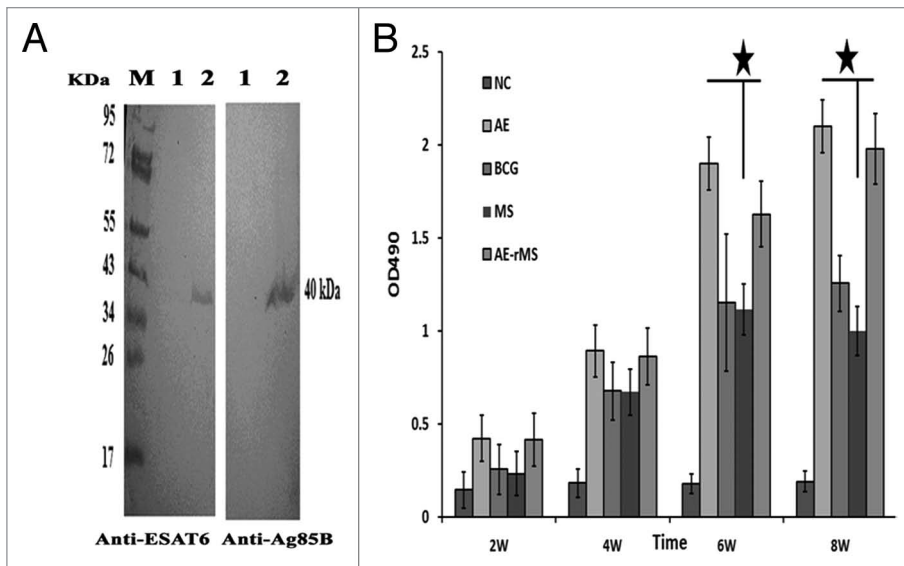 A
KDa M 1 2 1 2
95
72
55
43
34
26
17
40 kDa
Anti-ESAT6 Anti-Ag85B
B
OD490
2.5
2
1.5
1
0.5
0
NC
AE
BCG
MS
AE-rMS
2W 4W Time 6W 8W